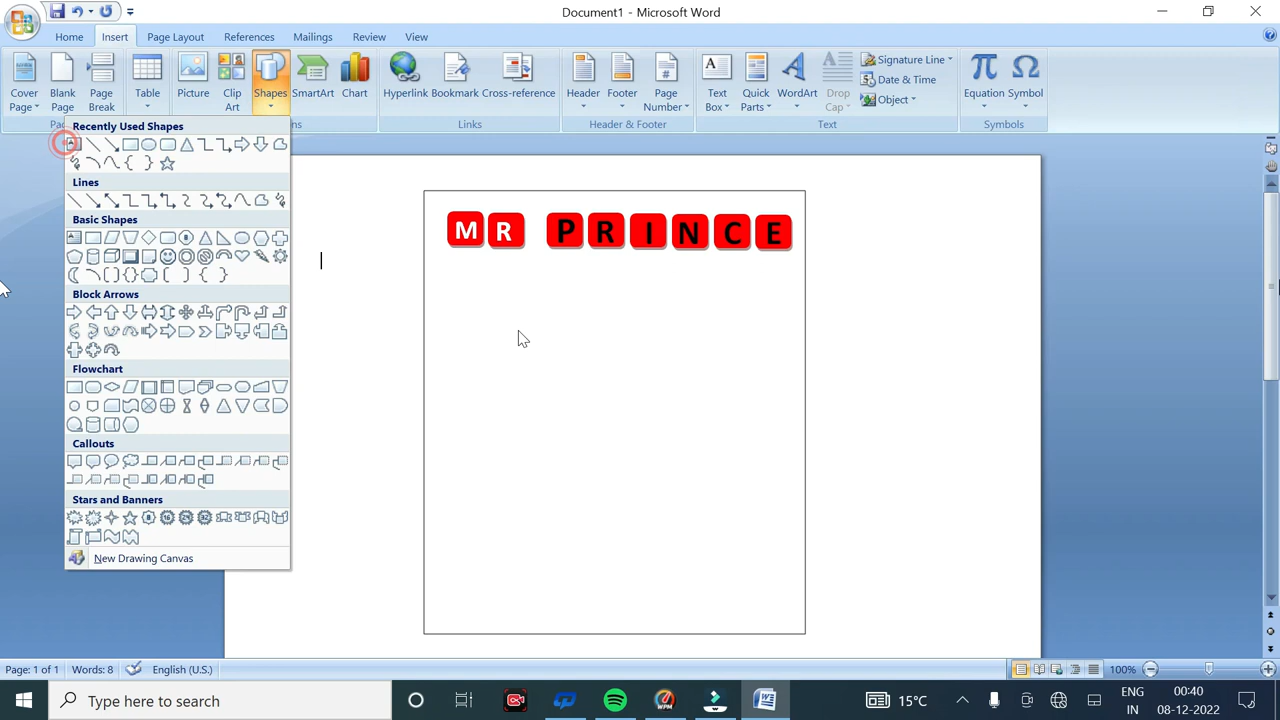 Document1 - Microsoft Word
Home Insert Page Layout References Mailings Review View
Cover Page Blank Page Page Break Table Picture Clip Art Shapes SmartArt Chart Hyperlink Bookmark Cross-reference Header Footer Page Number Text Box Quick Parts WordArt Drop Cap Signature Line Date & Time Object Equation Symbol
Links Header & Footer Text Symbols
Recently Used Shapes
Lines
Basic Shapes
Block Arrows
Flowchart
Callouts
Stars and Banners
New Drawing Canvas
MR PRINCE
Page: 1 of 1 Words: 8 English (U.S.) 100%
Type here to search
WPM
15°C
ENG
IN
00:40
08-12-2022